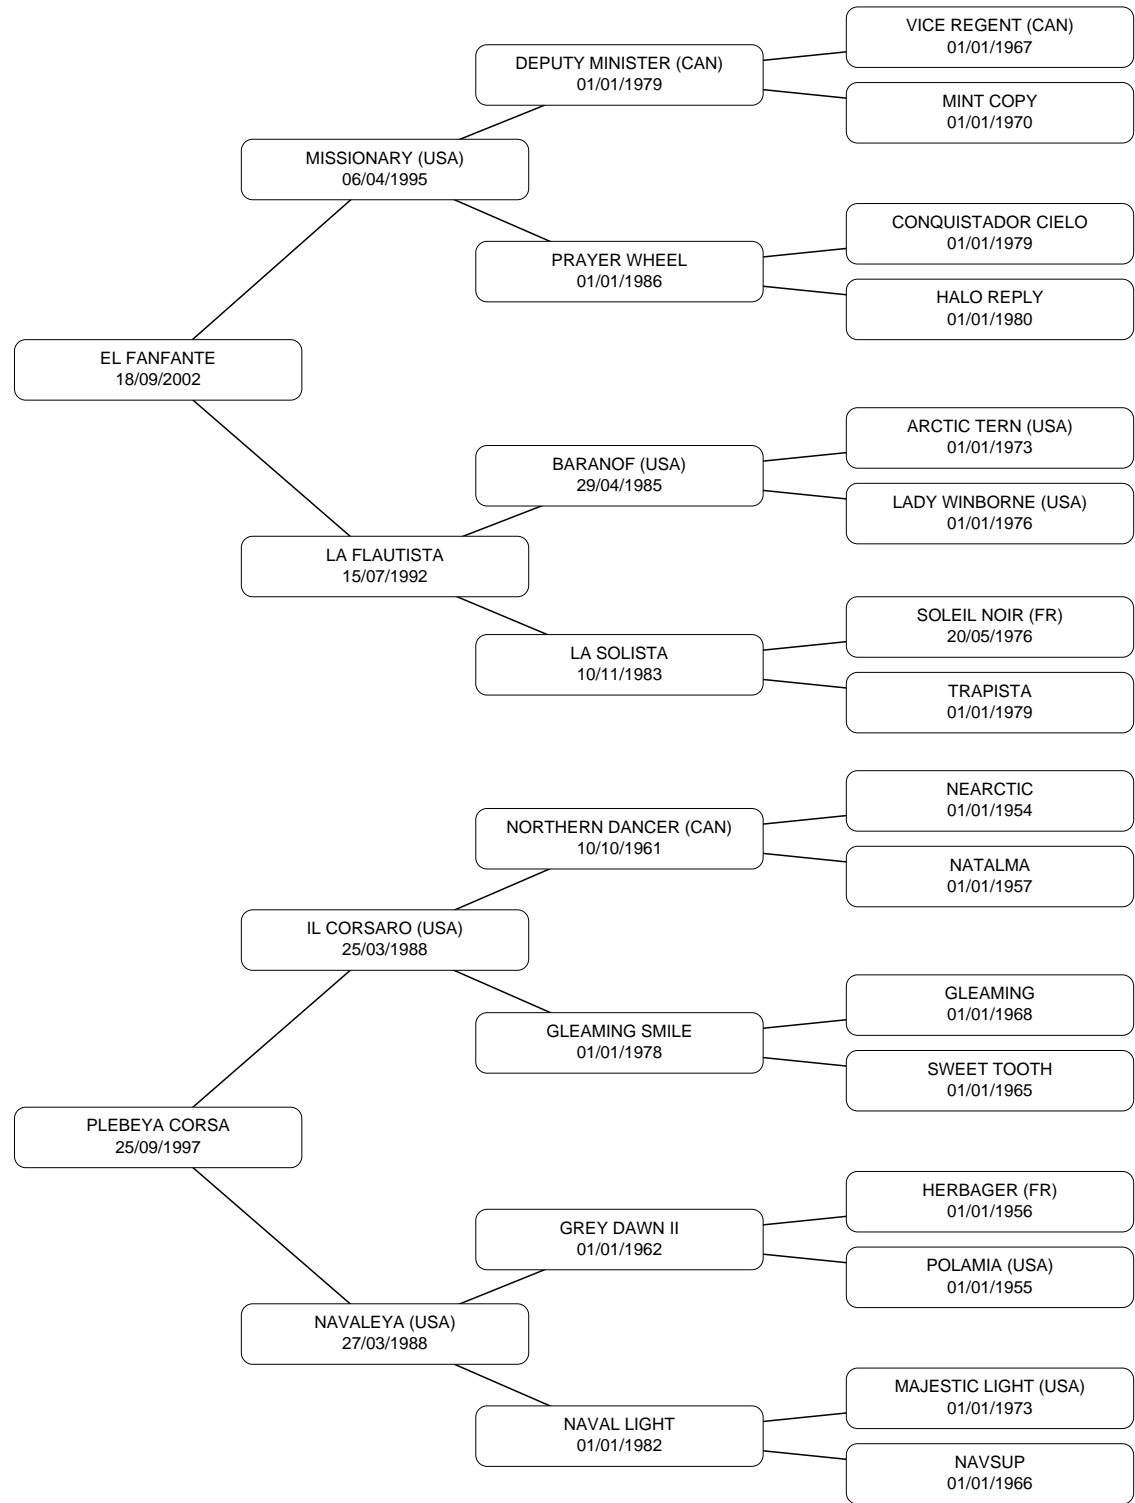 VICE REGENT (CAN)
01/01/1967
DEPUTY MINISTER (CAN)
01/01/1979
MINT COPY
01/01/1970
MISSIONARY (USA)
06/04/1995
CONQUISTADOR CIELO
01/01/1979
PRAYER WHEEL
01/01/1986
HALO REPLY
01/01/1980
EL FANFANTE
18/09/2002
ARCTIC TERN (USA)
01/01/1973
BARANOF (USA)
29/04/1985
LADY WINBORNE (USA)
01/01/1976
LA FLAUTISTA
15/07/1992
SOLEIL NOIR (FR)
20/05/1976
LA SOLISTA
10/11/1983
TRAPISTA
01/01/1979
NEARCTIC
01/01/1954
NORTHERN DANCER (CAN)
10/10/1961
NATALMA
01/01/1957
IL CORSARO (USA)
25/03/1988
GLEAMING
01/01/1968
GLEAMING SMILE
01/01/1978
SWEET TOOTH
01/01/1965
PLEBEYA CORSA
25/09/1997
HERBAGER (FR)
01/01/1956
GREY DAWN II
01/01/1962
POLAMIA (USA)
01/01/1955
NAVALEYA (USA)
27/03/1988
MAJESTIC LIGHT (USA)
01/01/1973
NAVAL LIGHT
01/01/1982
NAVSUP
01/01/1966